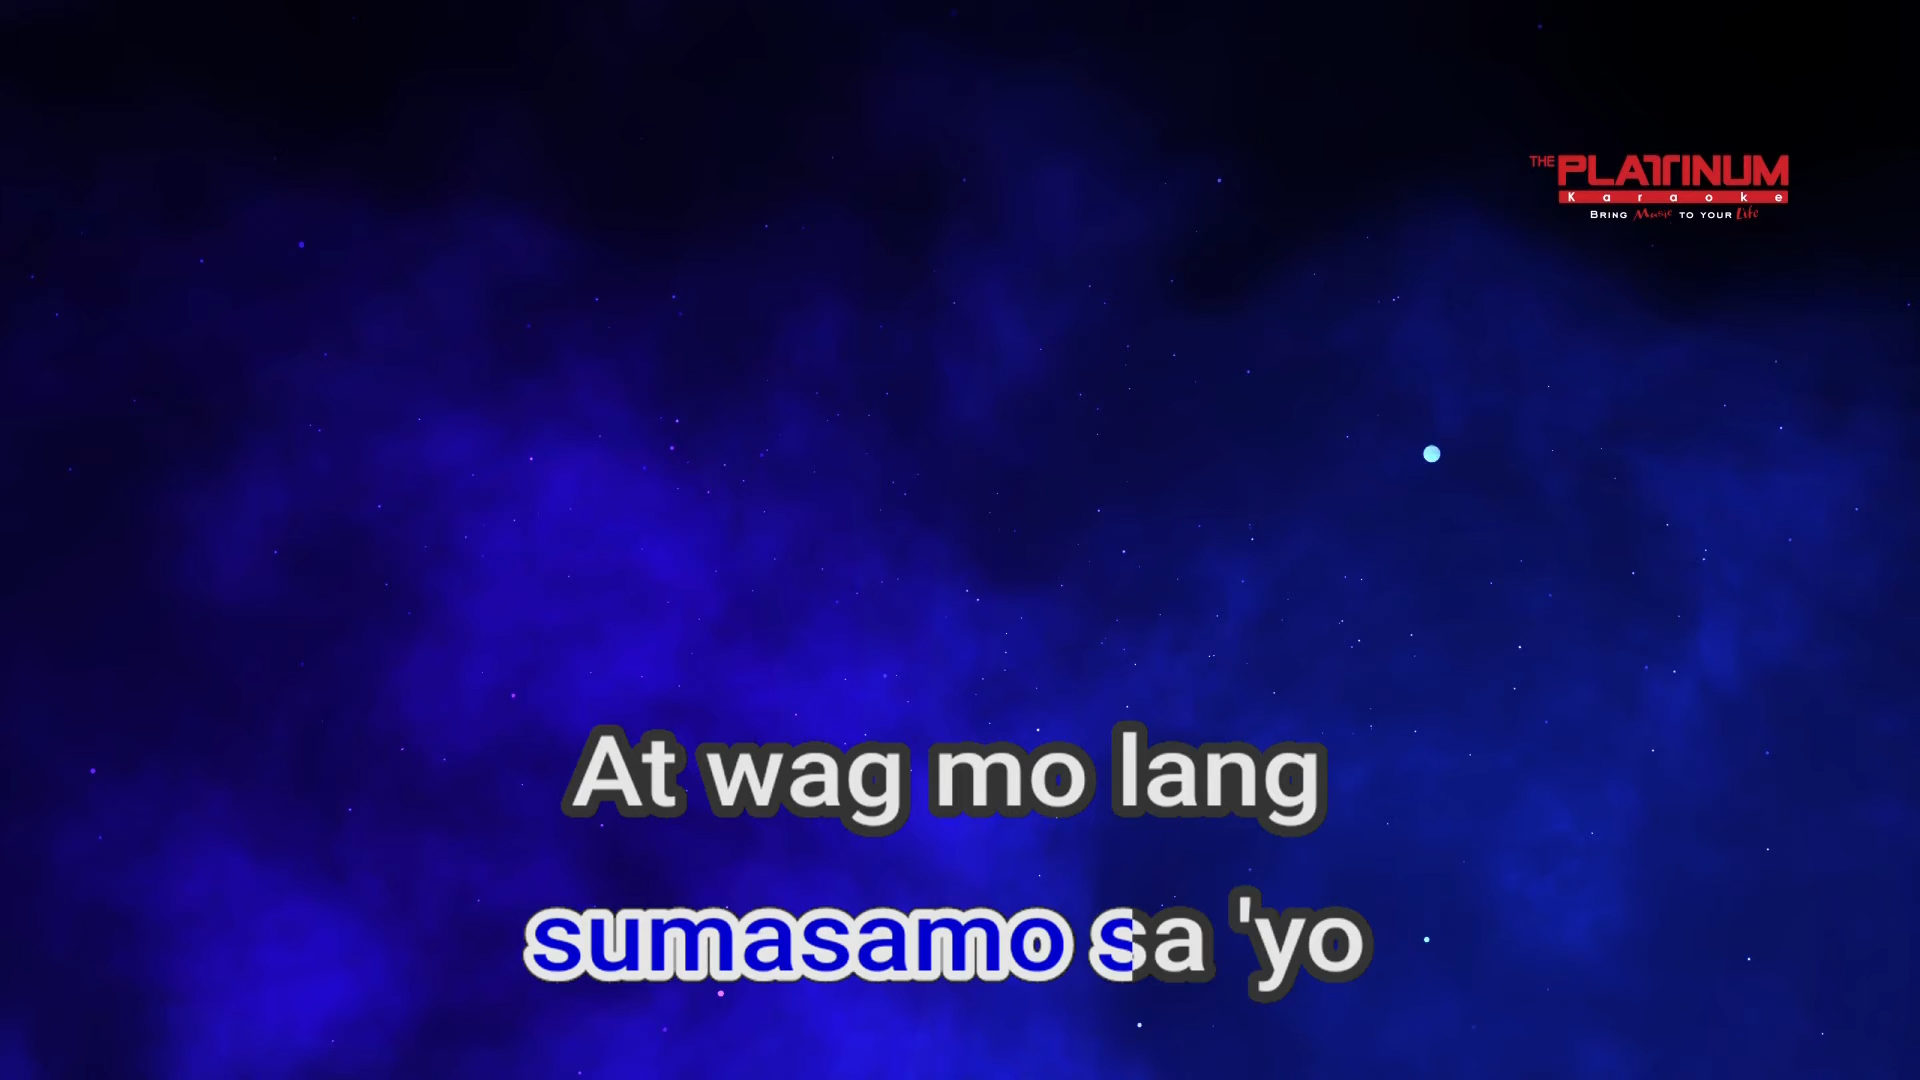 THE PLATINUM
Karaoke
BRING Music TO YOUR Life
At wag mo lang
sumasamo sa 'yo